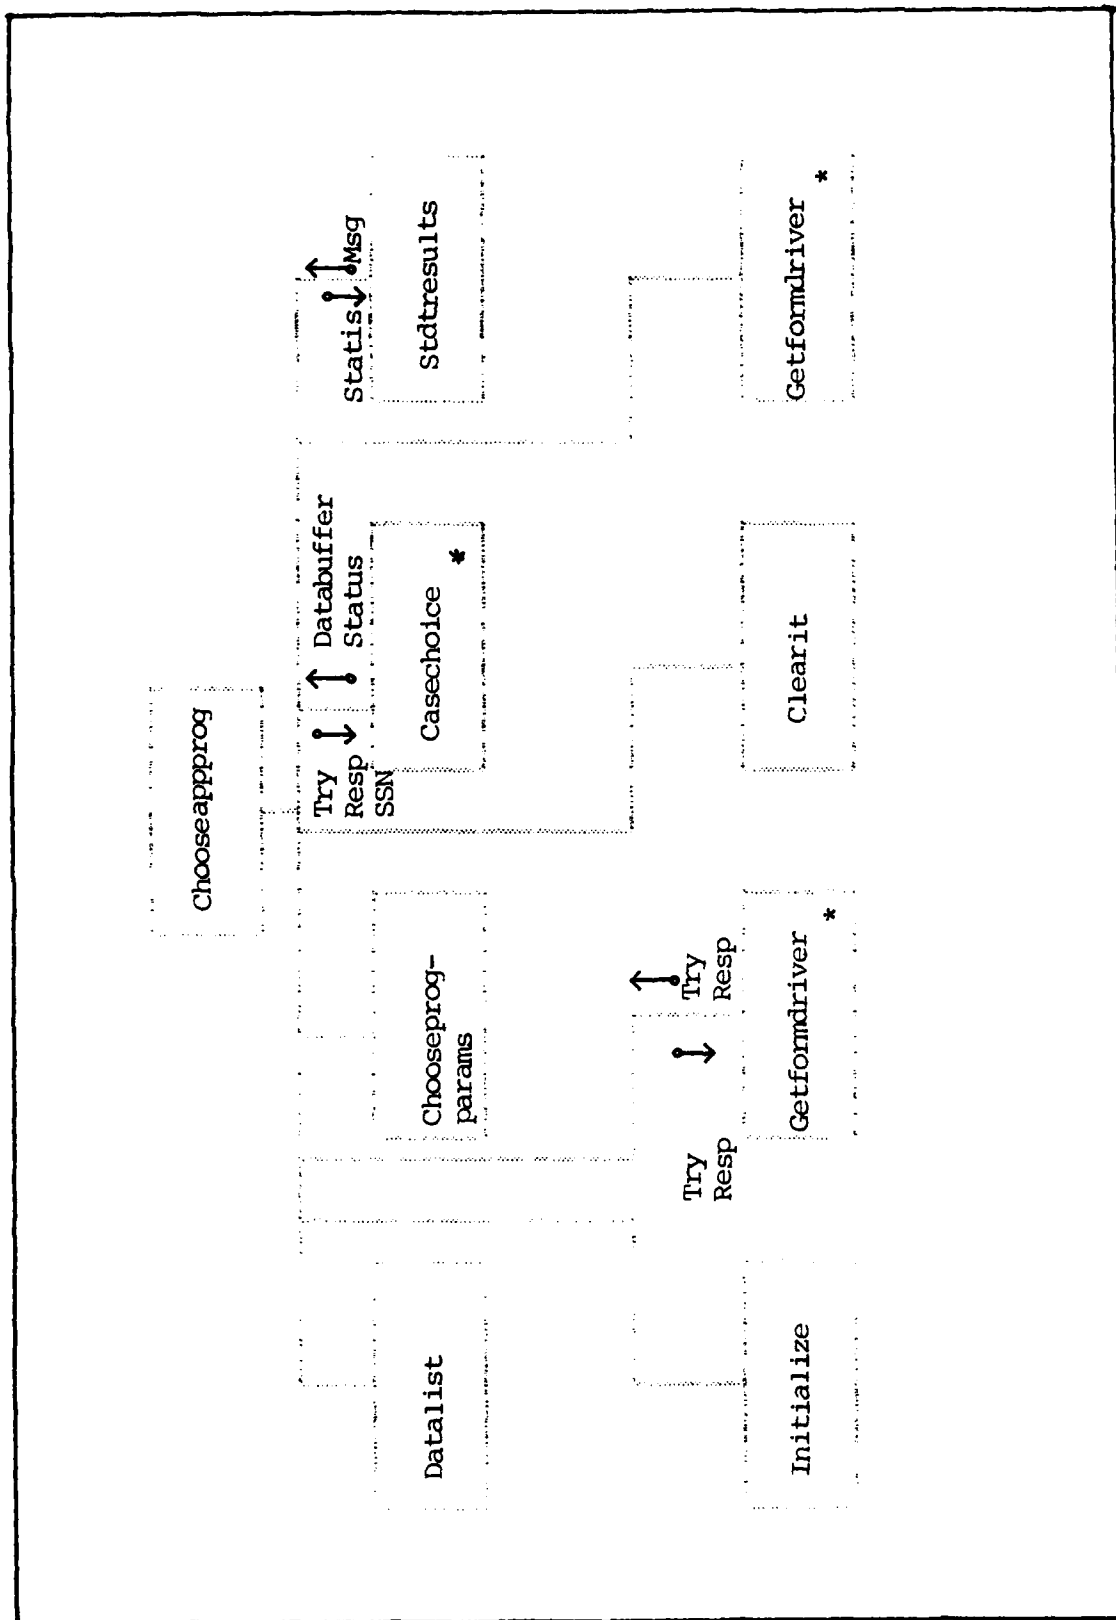 Chooseappprog
Try
Resp
SSN
Databuffer
Status
Statis
Msg
Datalist
Chooseprog-
params
Casechoice
*
Stdtresults
Try
Resp
Try
Resp
Initialize
Getformdriver
*
Clearit
Getformdriver
*